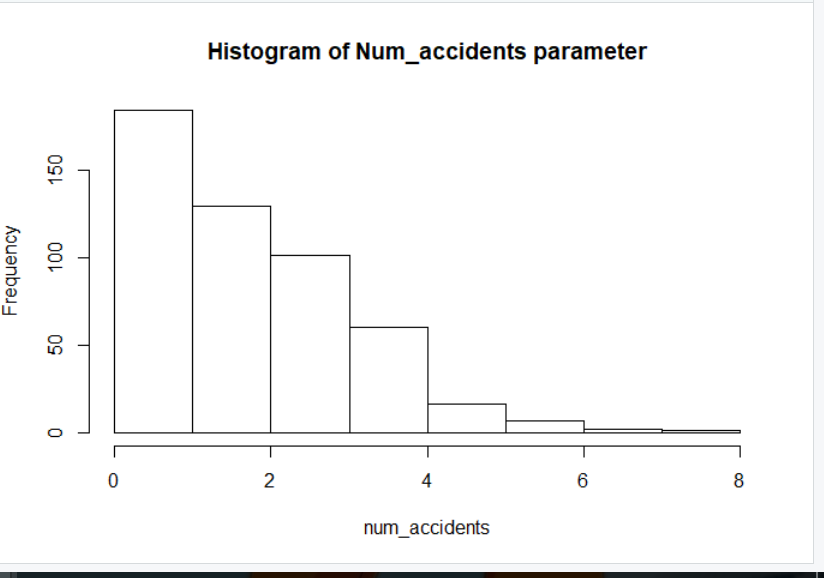 Histogram of Num_accidents parameter
Frequency
150
100
50
0
0 2 4 6 8
num_accidents